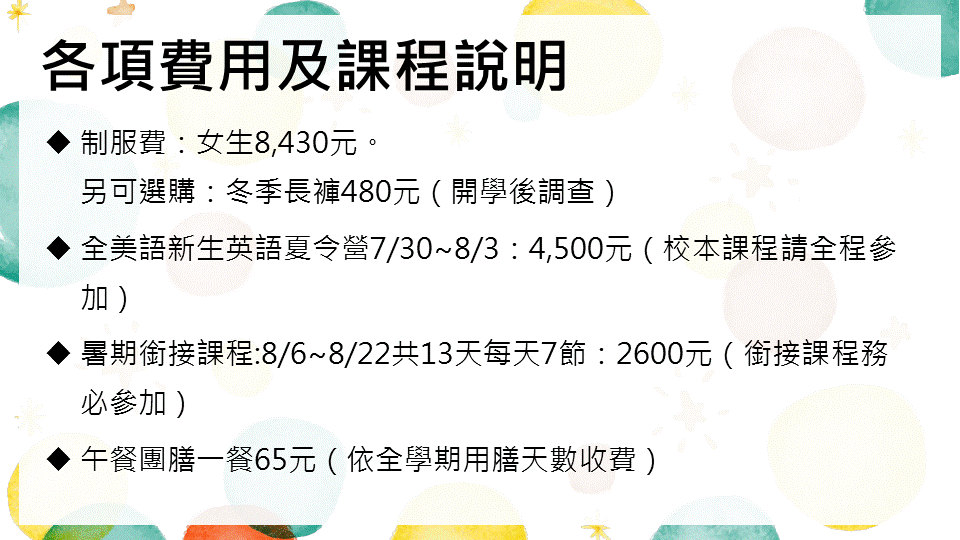 各項費用及課程說明
◆ 制服費：女生8,430元。
另可選購：冬季長褲480元（開學後調查）
◆ 全美語新生英語夏令營7/30~8/3：4,500元（校本課程請全程參
加）
◆ 暑期銜接課程:8/6~8/22共13天每天7節：2600元（銜接課程務
必參加）
◆ 午餐團膳一餐65元（依全學期用膳天數收費）